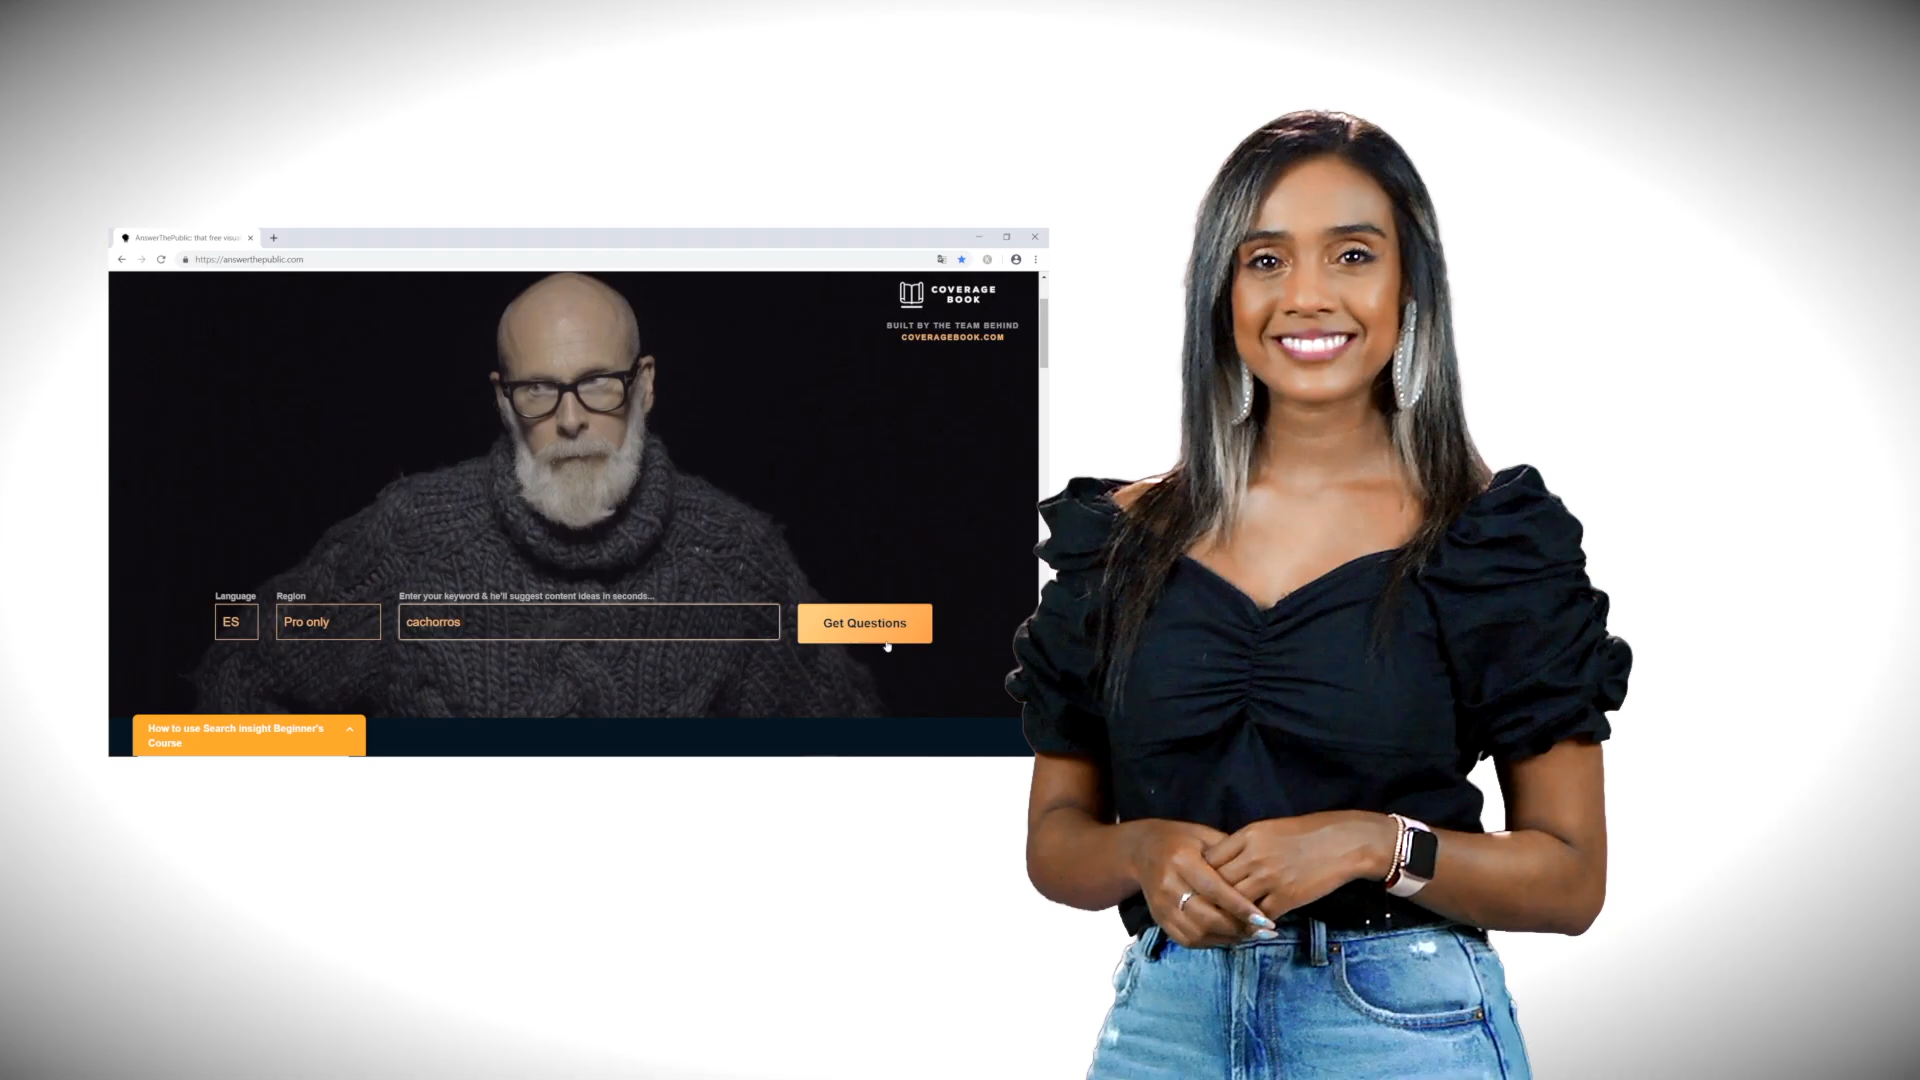 AnswerThePublic: that free visua
https://answerthepublic.com
COVERAGE
BOOK
BUILT BY THE TEAM BEHIND
COVERAGEBOOK.COM
Language
Region
Enter your keyword & he'll suggest content ideas in seconds...
ES
Pro only
cachorros
Get Questions
How to use Search insight Beginner's
Course